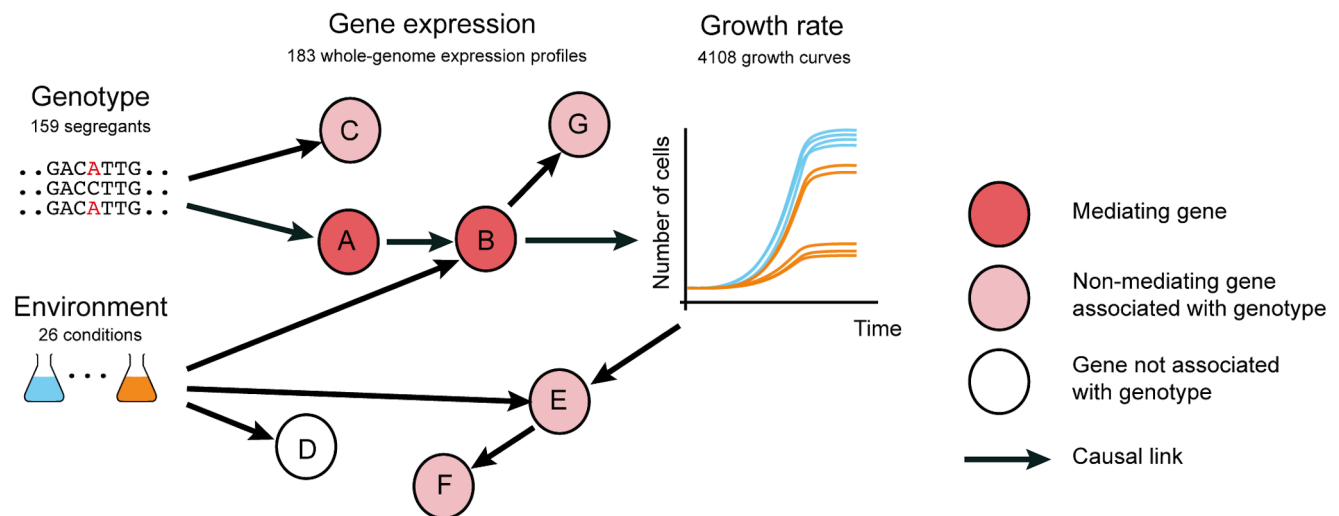 Gene expression
183 whole-genome expression profiles
Growth rate
4108 growth curves
Genotype
159 segregants
..GACATTG..
..GACCTTG..
..GACATTG..
C
G
A
B
Number of cells
Time
Environment
26 conditions
...
D
E
F
Mediating gene
Non-mediating gene
associated with genotype
Gene not associated
with genotype
Causal link